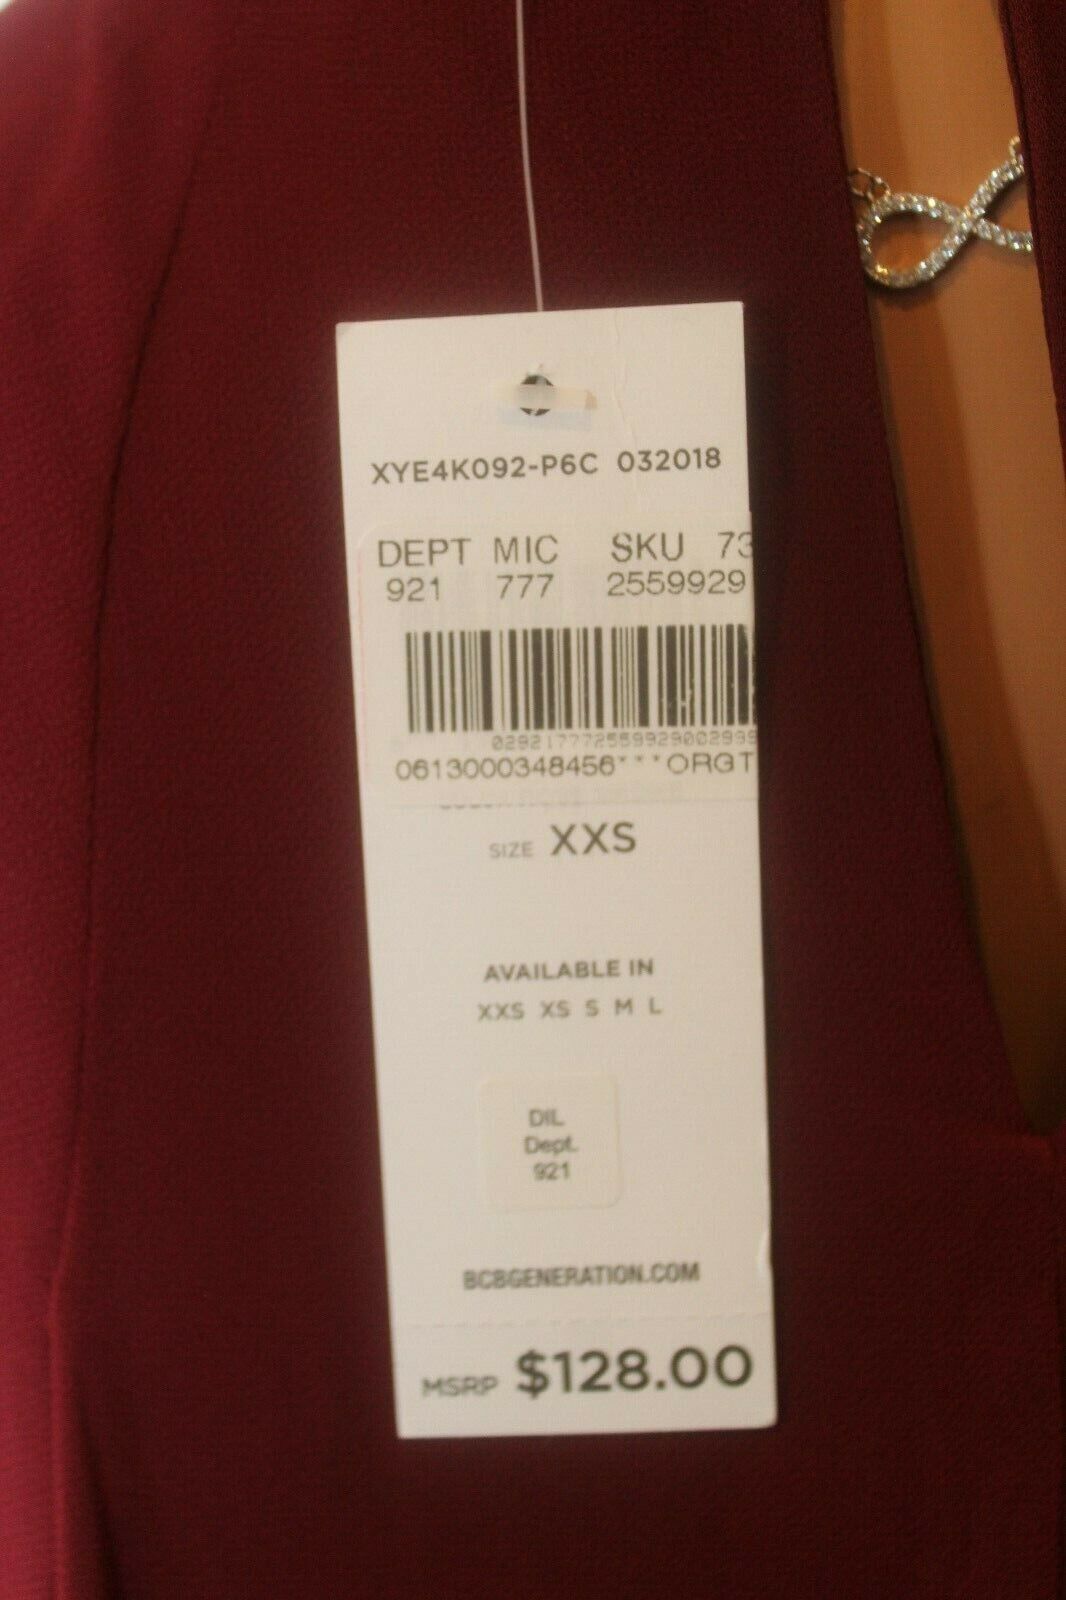 XYE4K092-P6C 032018
DEPT MIC SKU 73
921 777 2559929
029217772559929002999
0613000348456***ORGT
SIZE XXS
AVAILABLE IN
XXS XS S M L
DIL
Dept.
921
BCBGENERATION.COM
MSRP $128.00